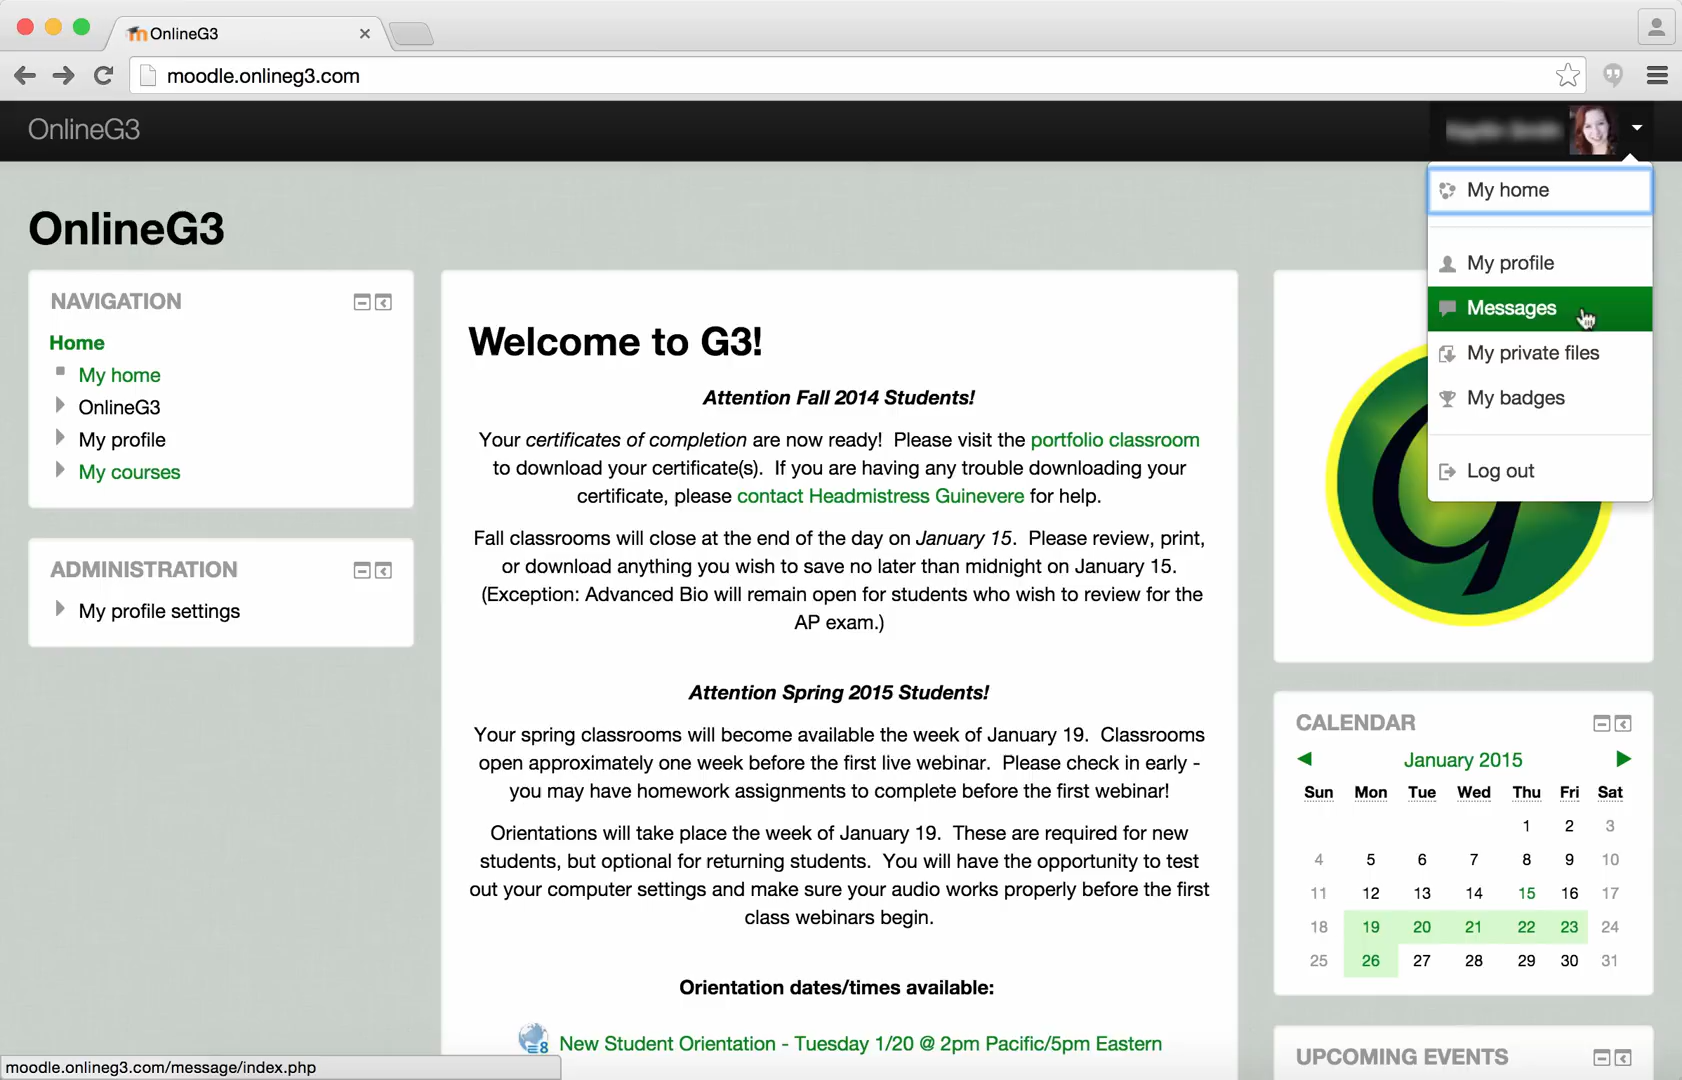 OnlineG3
moodle.onlineg3.com
OnlineG3
My home
My profile
Messages
My private files
My badges
Log out
OnlineG3
NAVIGATION
Home
My home
OnlineG3
My profile
My courses
ADMINISTRATION
My profile settings
Welcome to G3!
Attention Fall 2014 Students!
Your certificates of completion are now ready! Please visit the portfolio classroom
to download your certificate(s). If you are having any trouble downloading your
certificate, please contact Headmistress Guinevere for help.
Fall classrooms will close at the end of the day on January 15. Please review, print,
or download anything you wish to save no later than midnight on January 15.
(Exception: Advanced Bio will remain open for students who wish to review for the
AP exam.)
Attention Spring 2015 Students!
Your spring classrooms will become available the week of January 19. Classrooms
open approximately one week before the first live webinar. Please check in early -
you may have homework assignments to complete before the first webinar!
Orientations will take place the week of January 19. These are required for new
students, but optional for returning students. You will have the opportunity to test
out your computer settings and make sure your audio works properly before the first
class webinars begin.
Orientation dates/times available:
New Student Orientation - Tuesday 1/20 @ 2pm Pacific/5pm Eastern
CALENDAR
January 2015
Sun Mon Tue Wed Thu Fri Sat
1 2 3
4 5 6 7 8 9 10
11 12 13 14 15 16 17
18 19 20 21 22 23 24
25 26 27 28 29 30 31
UPCOMING EVENTS
moodle.onlineg3.com/message/index.php